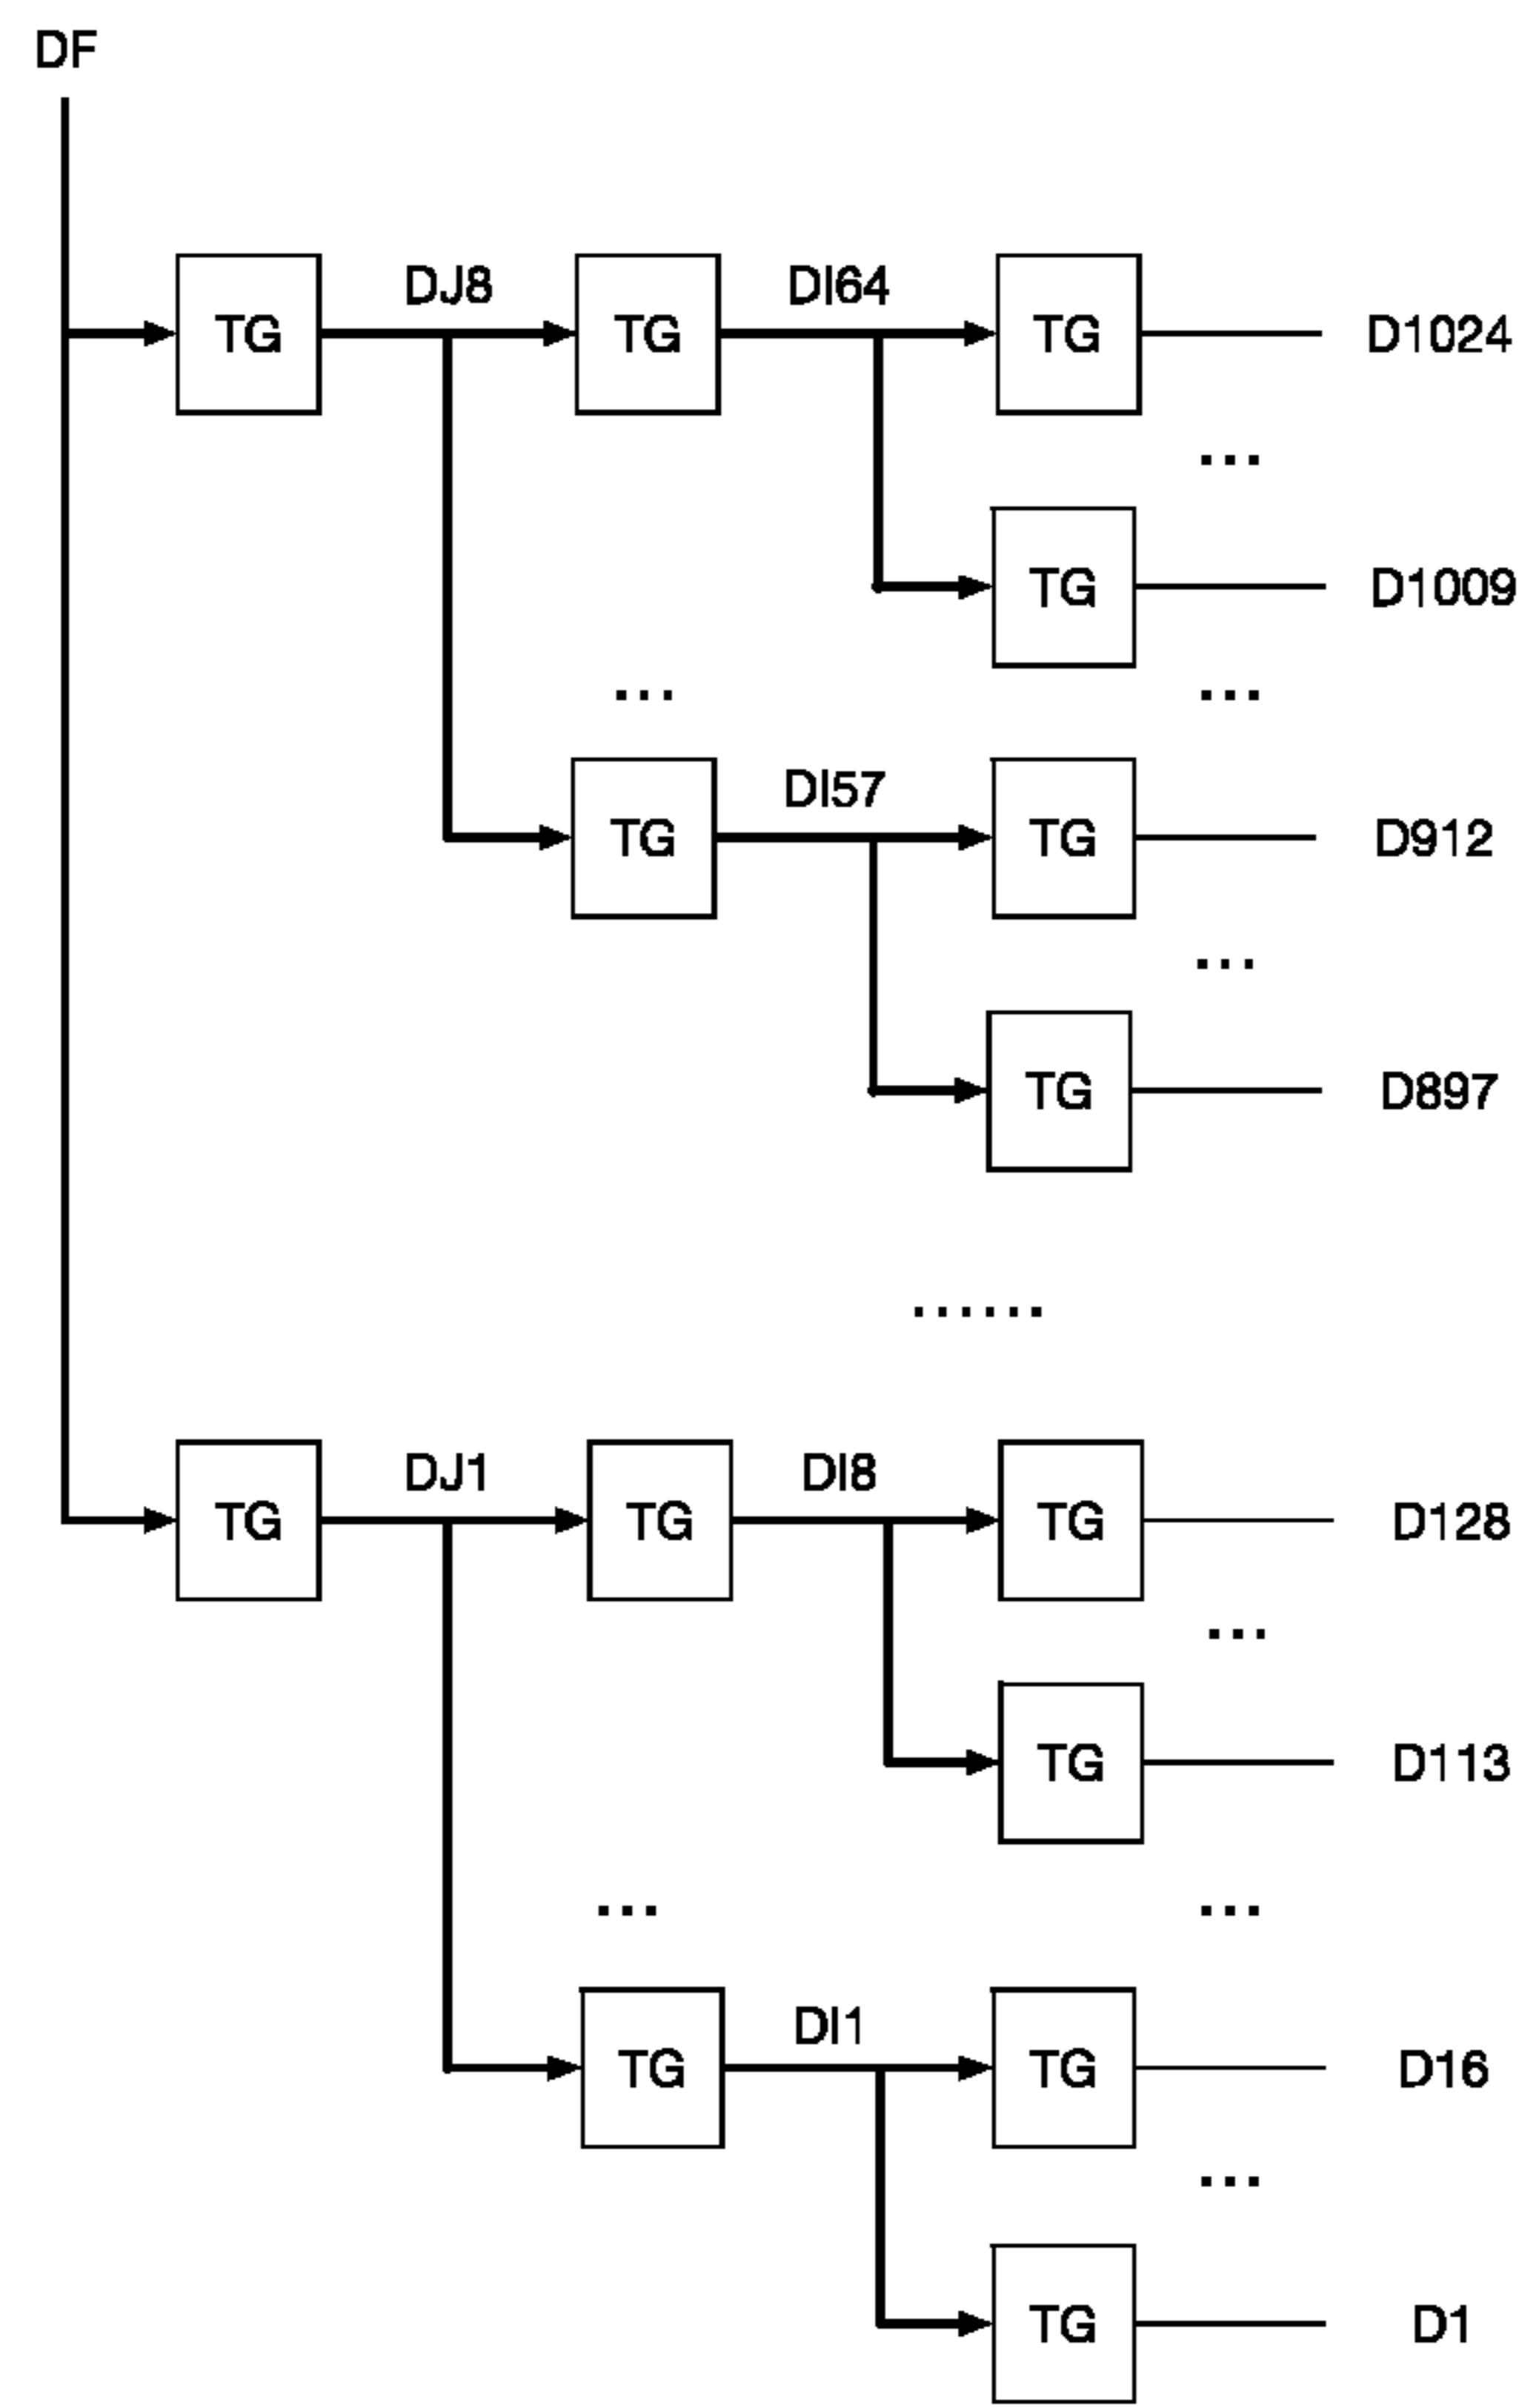 DF
TG DJ8 TG DI64 TG D1024
...
TG D1009
... ...
TG DI57 TG D912
...
TG D897
......
TG DJ1 TG DI8 TG D128
...
TG D113
... ...
TG DI1 TG D16
...
TG D1